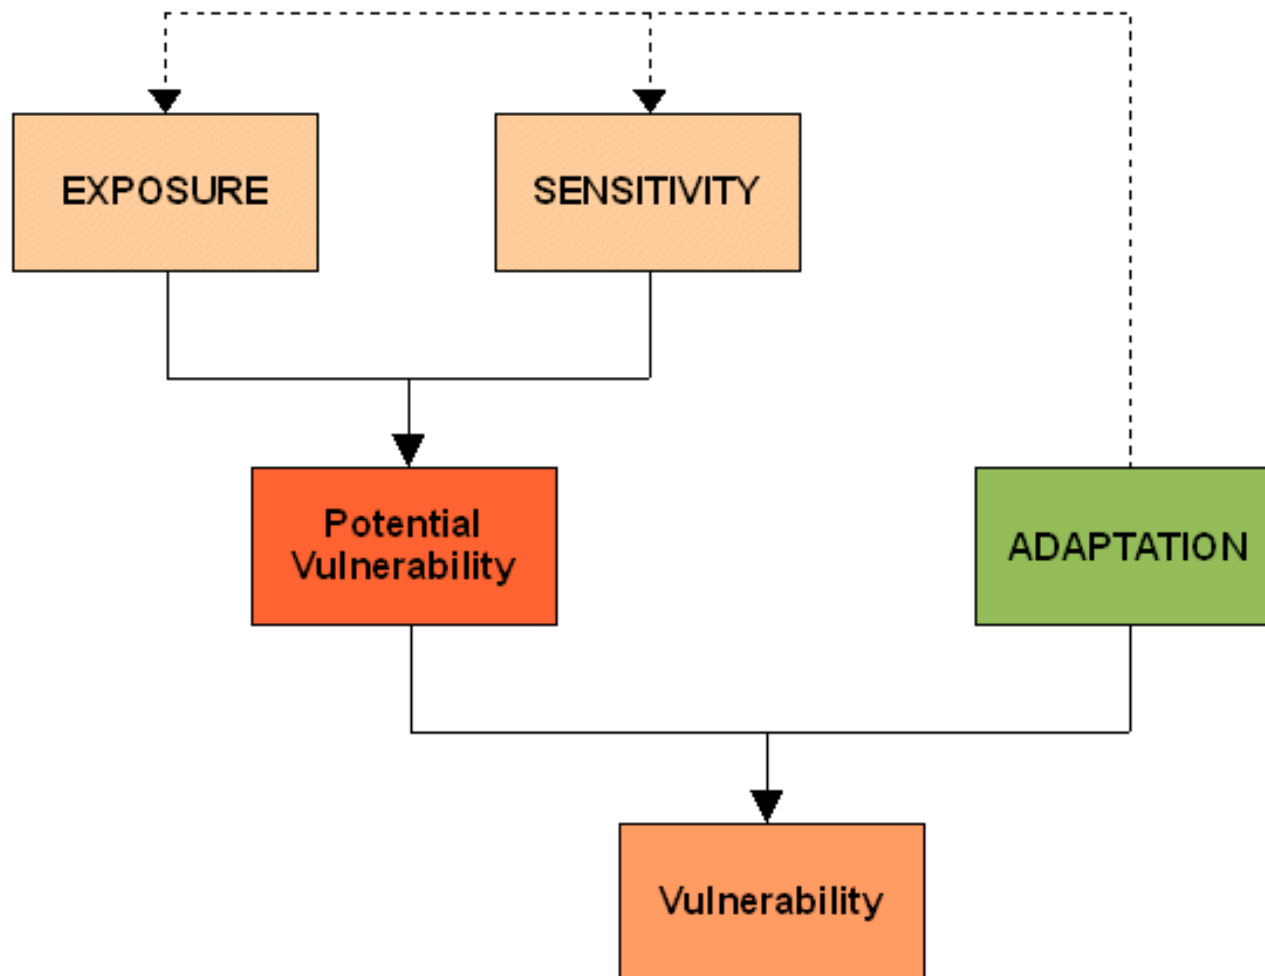 EXPOSURE
SENSITIVITY
Potential
Vulnerability
ADAPTATION
Vulnerability